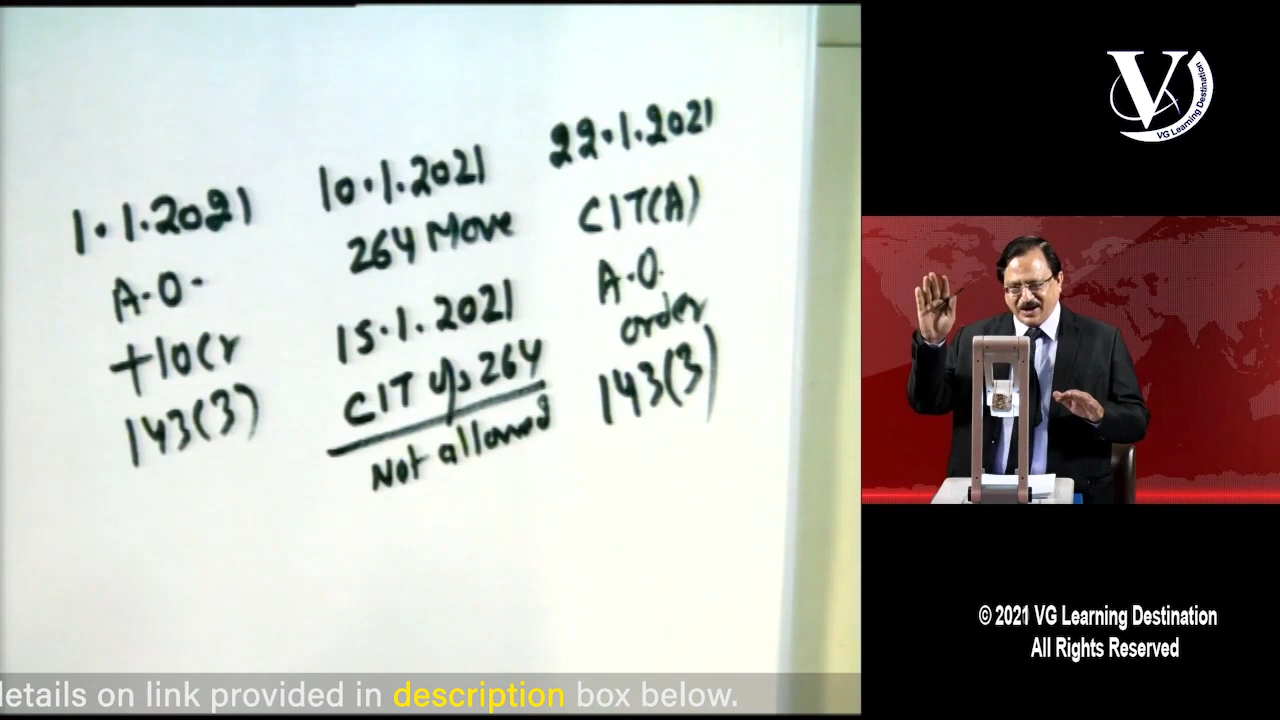 1.1.2021
A.O.
+10Cr
143(3)
10.1.2021
264 Move
15.1.2021
CIT u/s 264
Not allowed
22.1.2021
CIT(A)
A.O.
order
143(3)
V
VG Learning Destination
© 2021 VG Learning Destination
All Rights Reserved
details on link provided in description box below.